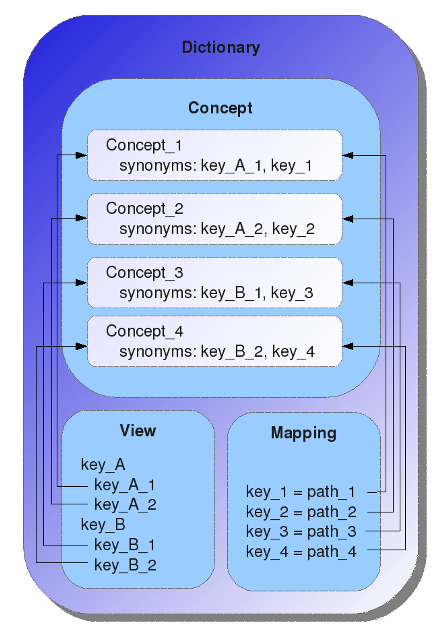 Dictionary
Concept
Concept_1
synonyms: key_A_1, key_1
Concept_2
synonyms: key_A_2, key_2
Concept_3
synonyms: key_B_1, key_3
Concept_4
synonyms: key_B_2, key_4
View
key_A
key_A_1
key_A_2
key_B
key_B_1
key_B_2
Mapping
key_1 = path_1
key_2 = path_2
key_3 = path_3
key_4 = path_4